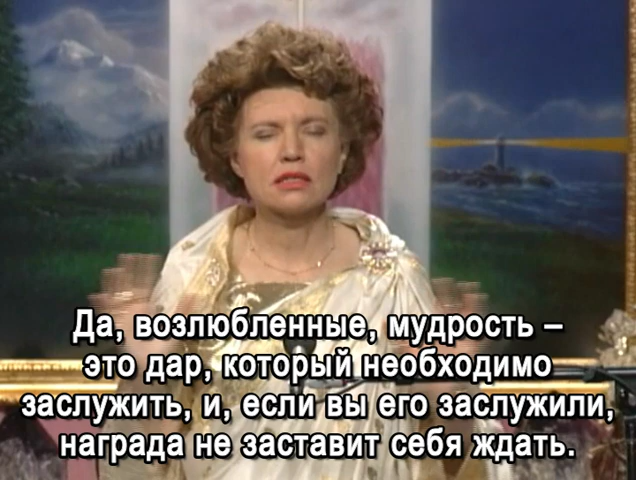 Да, возлюбленные, мудрость –
это дар, который необходимо
заслужить, и, если вы его заслужили,
награда не заставит себя ждать.